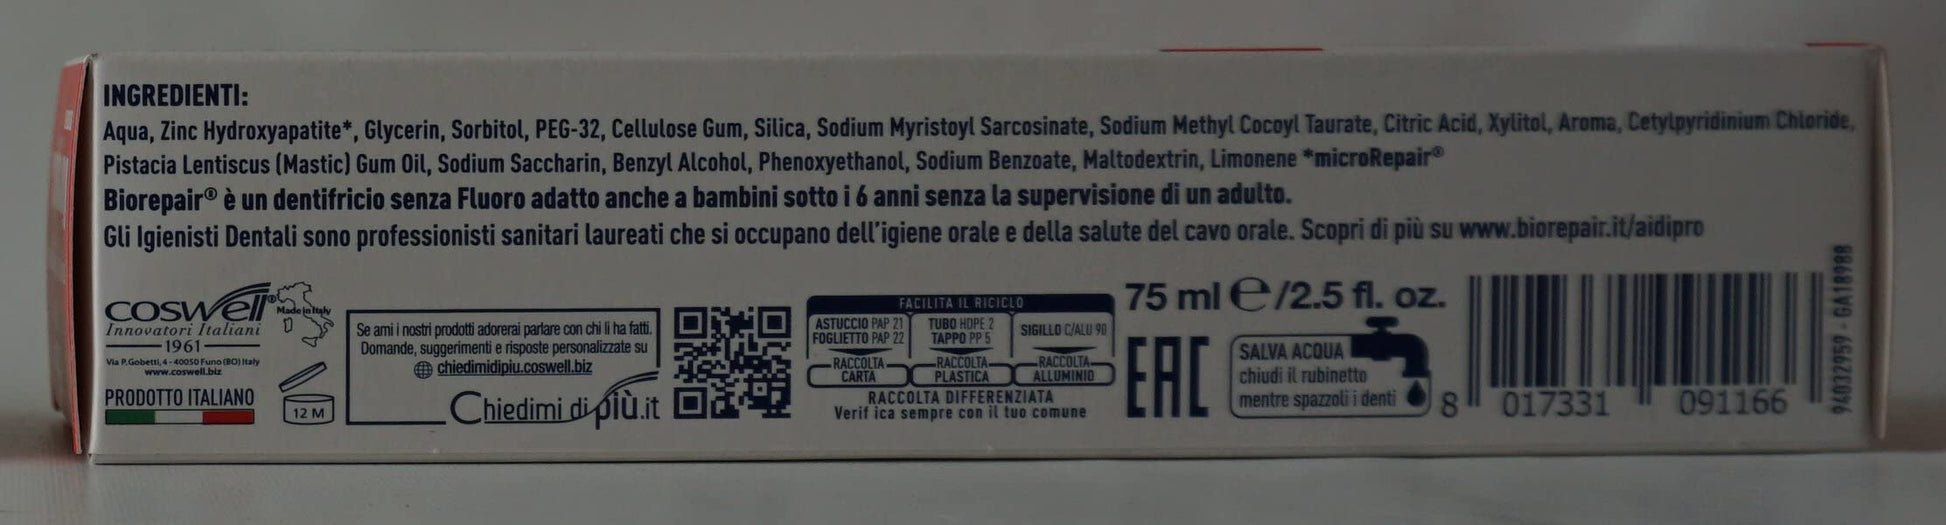 INGREDIENTI:
Aqua, Zinc Hydroxyapatite*, Glycerin, Sorbitol, PEG-32, Cellulose Gum, Silica, Sodium Myristoyl Sarcosinate, Sodium Methyl Cocoyl Taurate, Citric Acid, Xylitol, Aroma, Cetylpyridinium Chloride,
Pistacia Lentiscus (Mastic) Gum Oil, Sodium Saccharin, Benzyl Alcohol, Phenoxyethanol, Sodium Benzoate, Maltodextrin, Limonene *microRepair®
Biorepair® è un dentifricio senza Fluoro adatto anche a bambini sotto i 6 anni senza la supervisione di un adulto.
Gli Igienisti Dentali sono professionisti sanitari laureati che si occupano dell'igiene orale e della salute del cavo orale. Scopri di più su www.biorepair.it/aidipro
coswell®
Innovatori Italiani
1961
Via P.Gobetti, 4 - 40050 Funo (BO) Italy
www.coswell.biz
PRODOTTO ITALIANO
Made in Italy
12 M
Se ami i nostri prodotti adorerai parlare con chi li ha fatti.
Domande, suggerimenti e risposte personalizzate su
chiedimidipiu.coswell.biz
Chiedimi di più.it
FACILITA IL RICICLO
ASTUCCIO PAP 21
FOGLIETTO PAP 22
RACCOLTA
CARTA
TUBO HDPE 2
TAPPO PP 5
RACCOLTA
PLASTICA
SIGILLO C/ALU 90
RACCOLTA
ALLUMINIO
RACCOLTA DIFFERENZIATA
Verifica sempre con il tuo comune
75 ml e/2.5 fl. oz.
EAC
SALVA ACQUA
chiudi il rubinetto
mentre spazzoli i denti
8 017331 091166
94032959 - GA18988